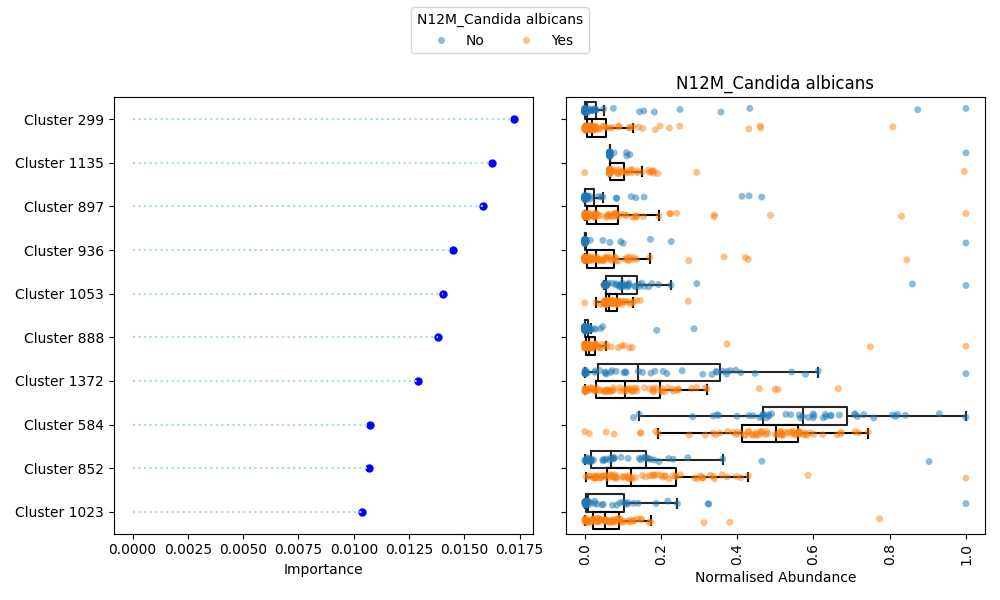 N12M_Candida albicans
No Yes
N12M_Candida albicans
Cluster 299
Cluster 1135
Cluster 897
Cluster 936
Cluster 1053
Cluster 888
Cluster 1372
Cluster 584
Cluster 852
Cluster 1023
0.0000 0.0025 0.0050 0.0075 0.0100 0.0125 0.0150 0.0175
Importance
0.0 0.2 0.4 0.6 0.8 1.0
Normalised Abundance